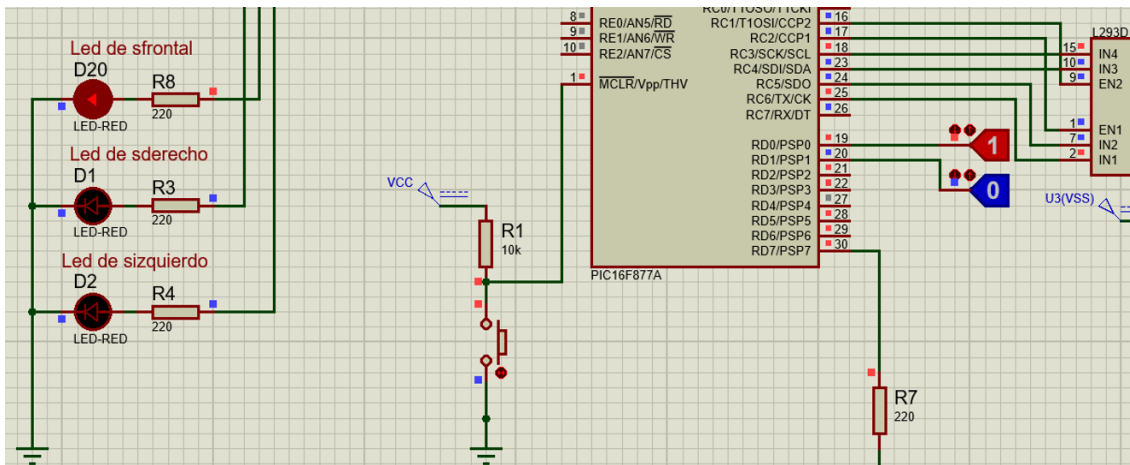 Led de sfrontal
D20
R8
LED-RED
220
Led de sderecho
D1
R3
LED-RED
220
Led de sizquierdo
D2
R4
LED-RED
220
VCC
R1
10k
8
RE0/AN5/RD
9
RE1/AN6/WR
10
RE2/AN7/CS
1
MCLR/Vpp/THV
RC0/T1OSO/T1CKI
RC1/T1OSI/CCP2
16
RC2/CCP1
17
RC3/SCK/SCL
18
RC4/SDI/SDA
23
RC5/SDO
24
RC6/TX/CK
25
RC7/RX/DT
26
RD0/PSP0
19
RD1/PSP1
20
RD2/PSP2
21
RD3/PSP3
22
RD4/PSP4
27
RD5/PSP5
28
RD6/PSP6
29
RD7/PSP7
30
PIC16F877A
1
0
L293D
15
IN4
10
IN3
9
EN2
1
EN1
7
IN2
2
IN1
U3(VSS)
R7
220